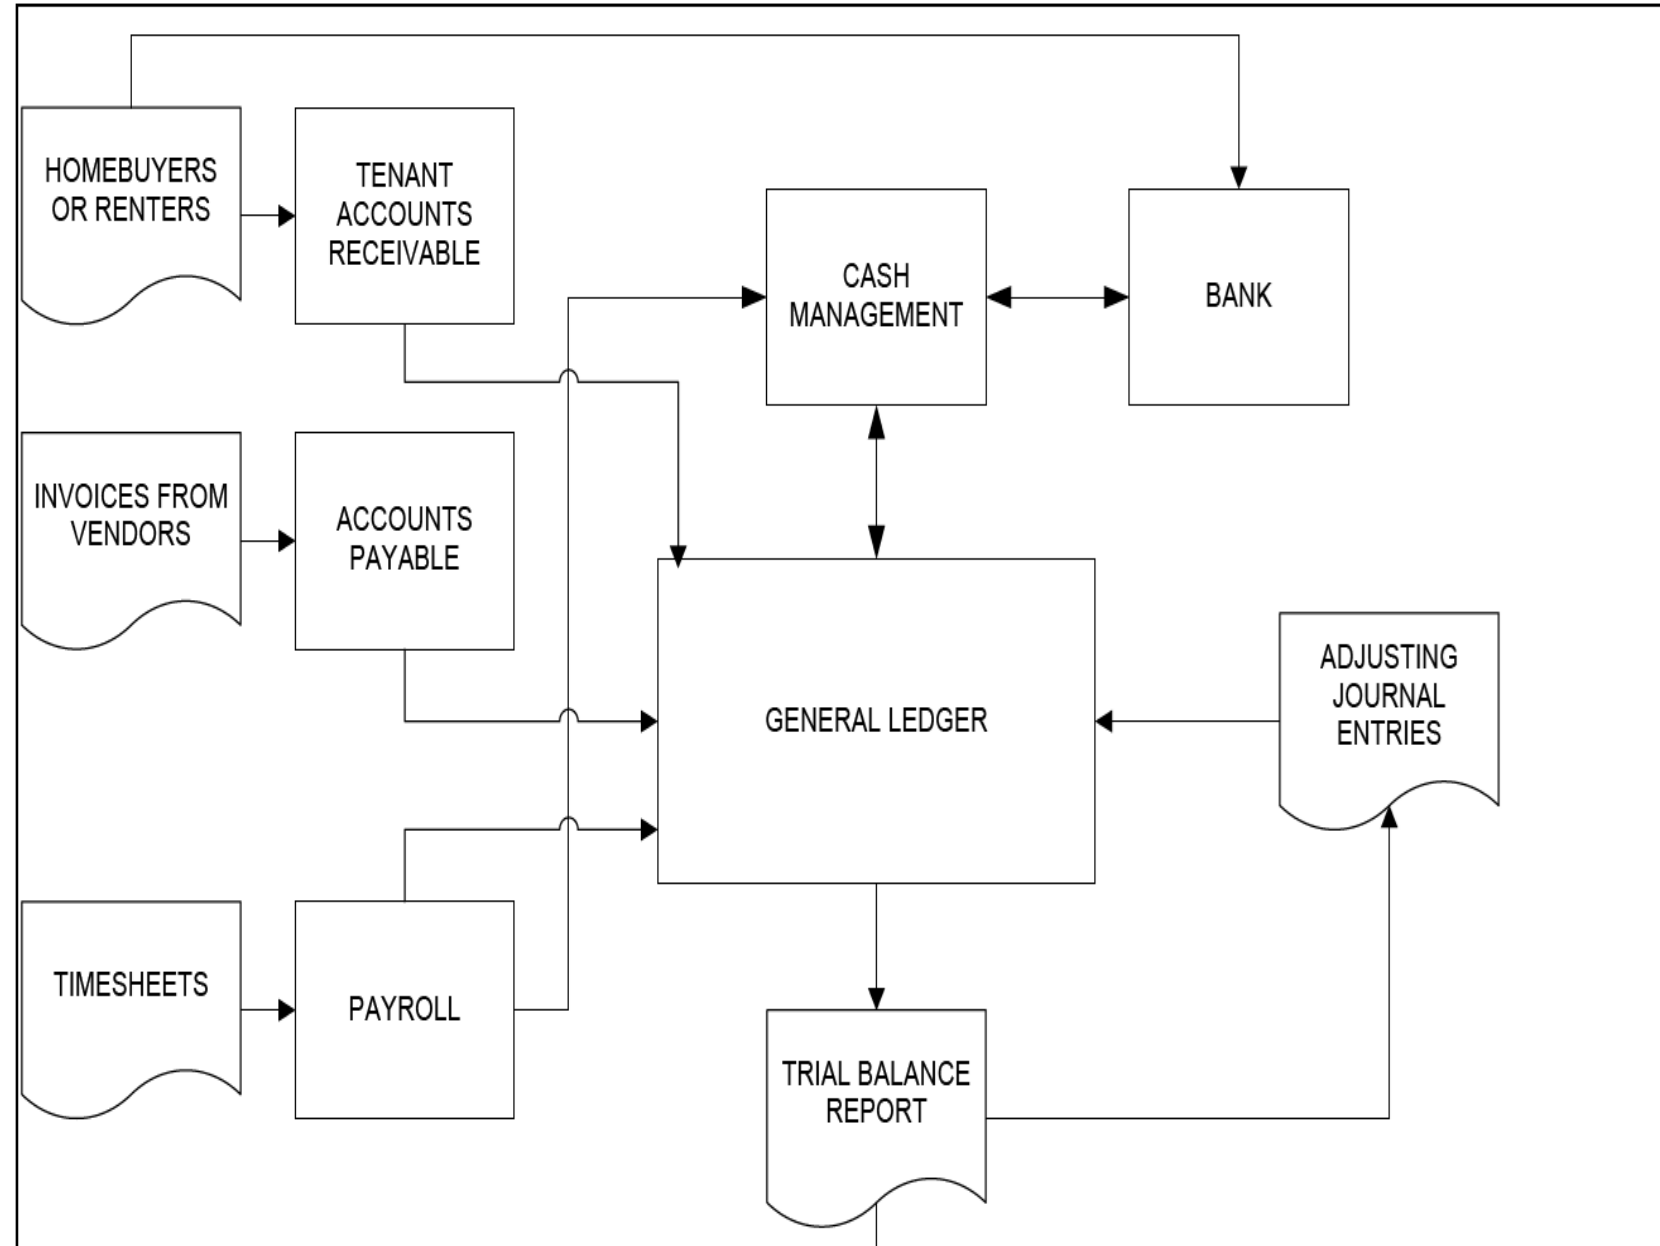 HOMEBUYERS
OR RENTERS
TENANT
ACCOUNTS
RECEIVABLE
CASH
MANAGEMENT
BANK
INVOICES FROM
VENDORS
ACCOUNTS
PAYABLE
GENERAL LEDGER
ADJUSTING
JOURNAL
ENTRIES
TIMESHEETS
PAYROLL
TRIAL BALANCE
REPORT